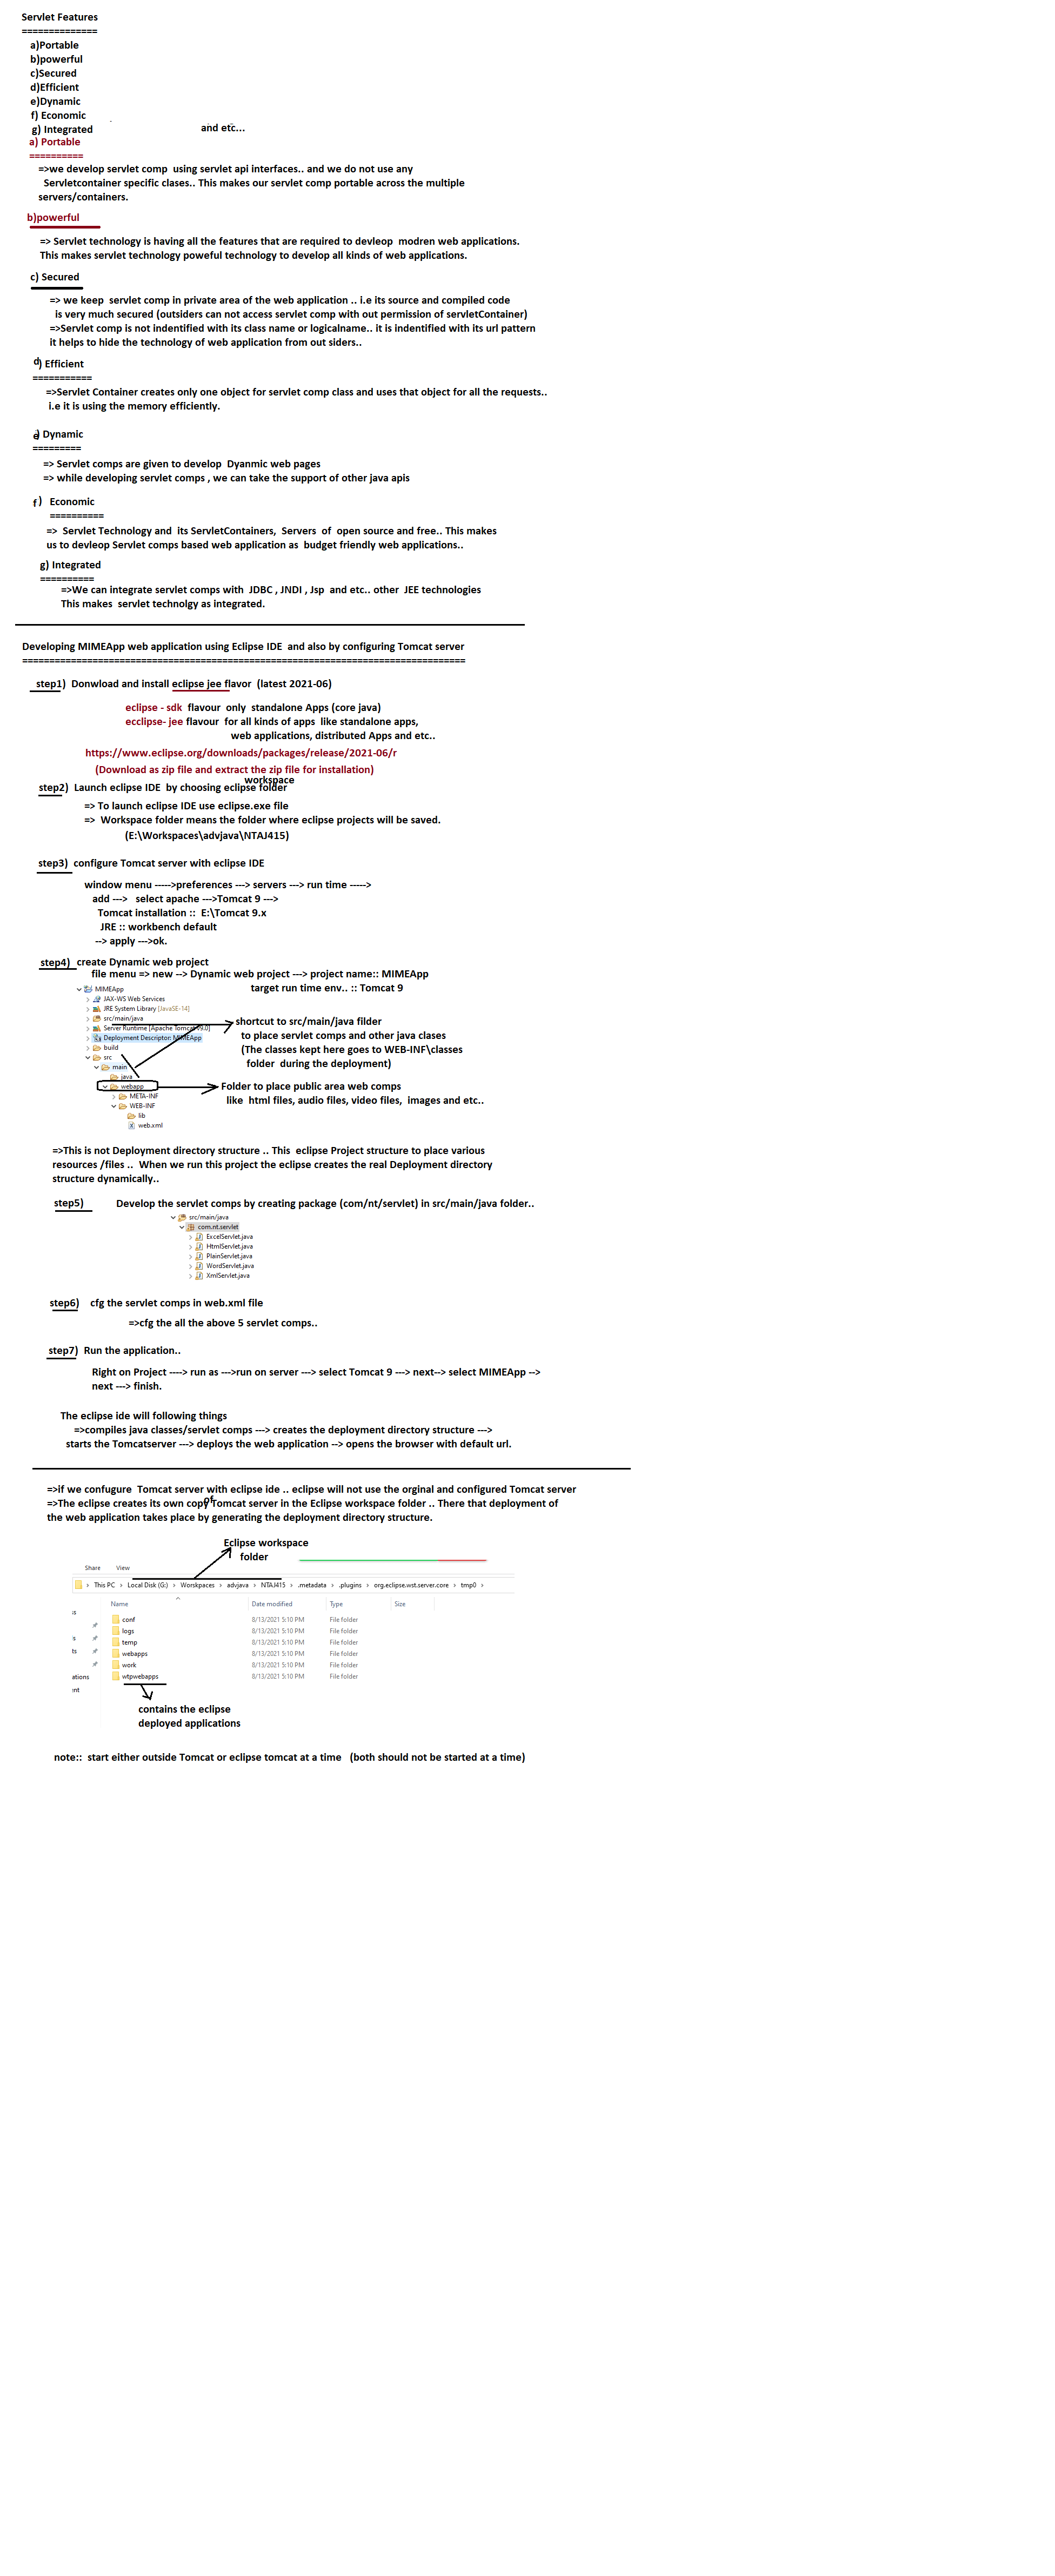 Servlet Features
==============
a)Portable
b)powerful
c)Secured
d)Efficient
e)Dynamic
f) Economic
g) Integrated and etc...
a) Portable
==========
=>we develop servlet comp using servlet api interfaces.. and we do not use any
Servletcontainer specific clases.. This makes our servlet comp portable across the multiple
servers/containers.
b)powerful
=> Servlet technology is having all the features that are required to devleop modren web applications.
This makes servlet technology poweful technology to develop all kinds of web applications.
c) Secured
=> we keep servlet comp in private area of the web application .. i.e its source and compiled code
is very much secured (outsiders can not access servlet comp with out permission of servletContainer)
=>Servlet comp is not indentified with its class name or logicalname.. it is indentified with its url pattern
it helps to hide the technology of web application from out siders..
d) Efficient
===========
=>Servlet Container creates only one object for servlet comp class and uses that object for all the requests..
i.e it is using the memory efficiently.
e) Dynamic
=========
=> Servlet comps are given to develop Dyanmic web pages
=> while developing servlet comps , we can take the support of other java apis
f) Economic
==========
=> Servlet Technology and its ServletContainers, Servers of open source and free.. This makes
us to devleop Servlet comps based web application as budget friendly web applications..
g) Integrated
==========
=>We can integrate servlet comps with JDBC , JNDI , Jsp and etc.. other JEE technologies
This makes servlet technolgy as integrated.
Developing MIMEApp web application using Eclipse IDE and also by configuring Tomcat server
==================================================================================
step1) Donwload and install eclipse jee flavor (latest 2021-06)
eclipse - sdk flavour only standalone Apps (core java)
ecclipse- jee flavour for all kinds of apps like standalone apps,
web applications, distributed Apps and etc..
https://www.eclipse.org/downloads/packages/release/2021-06/r
(Download as zip file and extract the zip file for installation)
workspace
step2) Launch eclipse IDE by choosing eclipse folder
=> To launch eclipse IDE use eclipse.exe file
=> Workspace folder means the folder where eclipse projects will be saved.
(E:\Workspaces\advjava\NTAJ415)
step3) configure Tomcat server with eclipse IDE
window menu ----->preferences ---> servers ---> run time ----->
add ---> select apache --->Tomcat 9 --->
Tomcat installation :: E:\Tomcat 9.x
JRE :: workbench default
--> apply --->ok.
step4) create Dynamic web project
file menu => new --> Dynamic web project ---> project name:: MIMEApp
target run time env.. :: Tomcat 9
MIMEApp
JAX-WS Web Services
JRE System Library [JavaSE-14]
src/main/java
Server Runtime [Apache Tomcat v9.0]
Deployment Descriptor: MIMEApp
build
src
main
java
webapp
META-INF
WEB-INF
lib
web.xml
shortcut to src/main/java filder
to place servlet comps and other java clases
(The classes kept here goes to WEB-INF\classes
folder during the deployment)
Folder to place public area web comps
like html files, audio files, video files, images and etc..
=>This is not Deployment directory structure .. This eclipse Project structure to place various
resources /files .. When we run this project the eclipse creates the real Deployment directory
structure dynamically..
step5) Develop the servlet comps by creating package (com/nt/servlet) in src/main/java folder..
src/main/java
com.nt.servlet
ExcelServlet.java
HtmlServlet.java
PlainServlet.java
WordServlet.java
XmlServlet.java
step6) cfg the servlet comps in web.xml file
=>cfg the all the above 5 servlet comps..
step7) Run the application..
Right on Project ----> run as --->run on server ---> select Tomcat 9 ---> next--> select MIMEApp -->
next ---> finish.
The eclipse ide will following things
=>compiles java classes/servlet comps ---> creates the deployment directory structure --->
starts the Tomcatserver ---> deploys the web application --> opens the browser with default url.
=>if we confugure Tomcat server with eclipse ide .. eclipse will not use the orginal and configured Tomcat server
=>The eclipse creates its own copy of Tomcat server in the Eclipse workspace folder .. There that deployment of
the web application takes place by generating the deployment directory structure.
Eclipse workspace
folder
Share View
This PC > Local Disk (G:) > Worskpaces > advjava > NTAJ415 > .metadata > .plugins > org.eclipse.wst.server.core > tmp0 >
Name Date modified Type Size
conf 8/13/2021 5:10 PM File folder
logs 8/13/2021 5:10 PM File folder
temp 8/13/2021 5:10 PM File folder
webapps 8/13/2021 5:10 PM File folder
work 8/13/2021 5:10 PM File folder
ations wtpwebapps 8/13/2021 5:10 PM File folder
contains the eclipse
deployed applications
note:: start either outside Tomcat or eclipse tomcat at a time (both should not be started at a time)